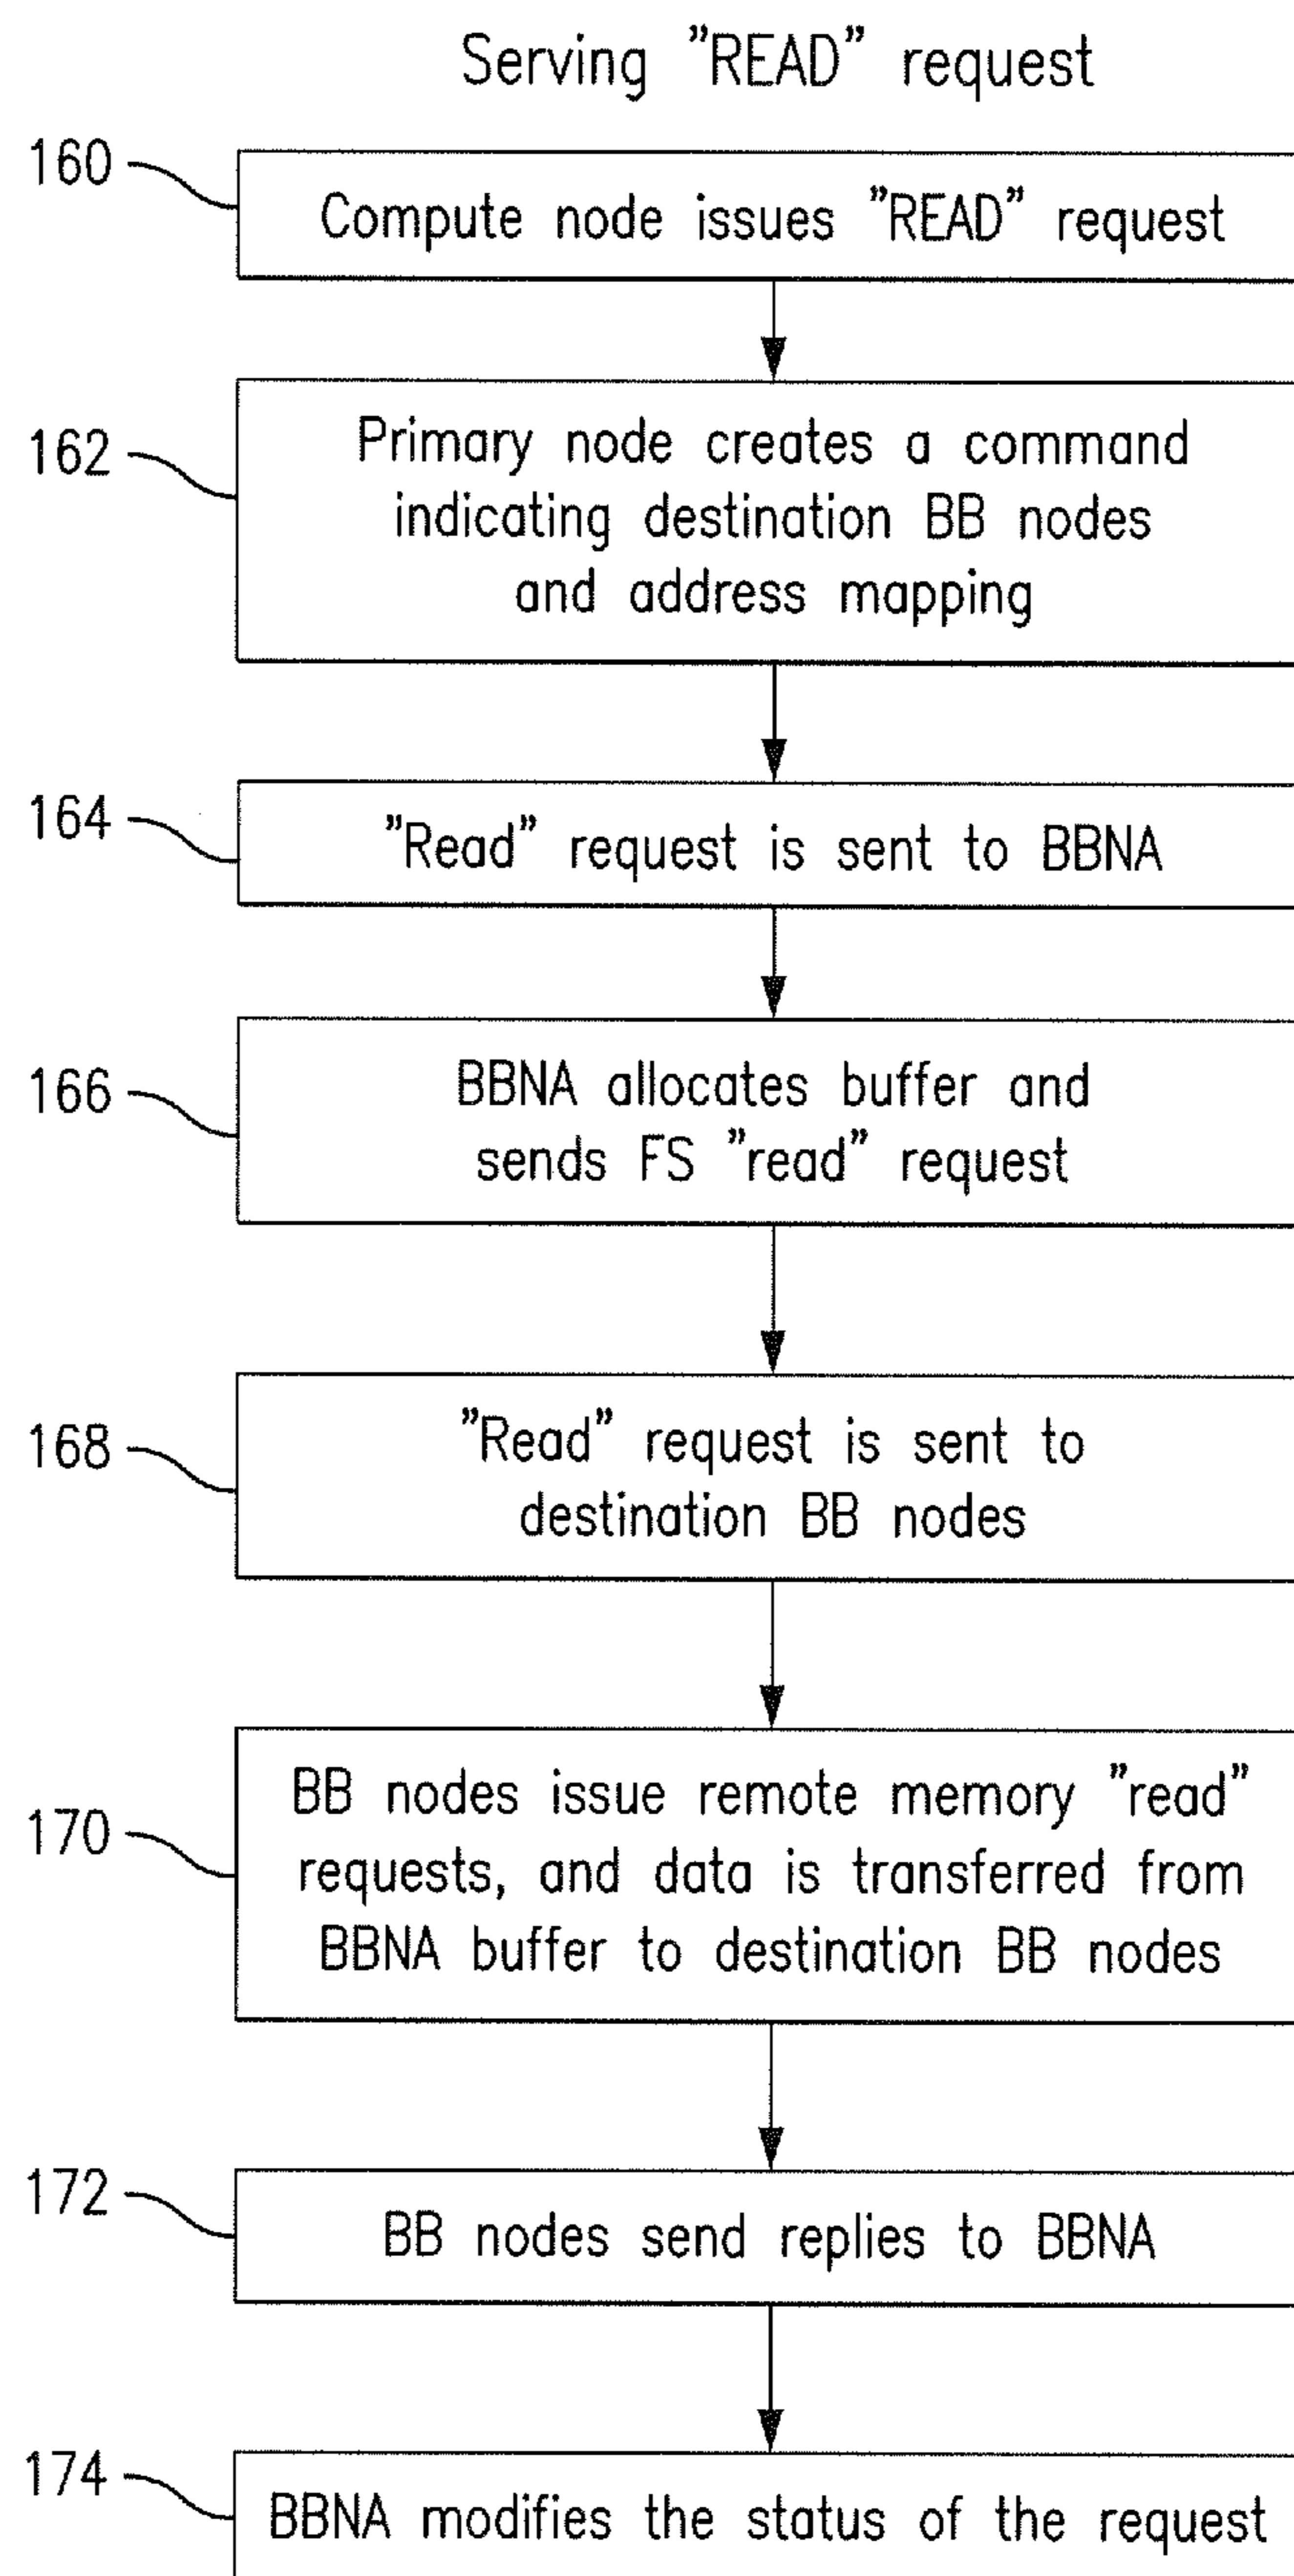 Serving "READ" request
160
Compute node issues "READ" request
162
Primary node creates a command
indicating destination BB nodes
and address mapping
164
"Read" request is sent to BBNA
166
BBNA allocates buffer and
sends FS "read" request
168
"Read" request is sent to
destination BB nodes
170
BB nodes issue remote memory "read"
requests, and data is transferred from
BBNA buffer to destination BB nodes
172
BB nodes send replies to BBNA
174
BBNA modifies the status of the request